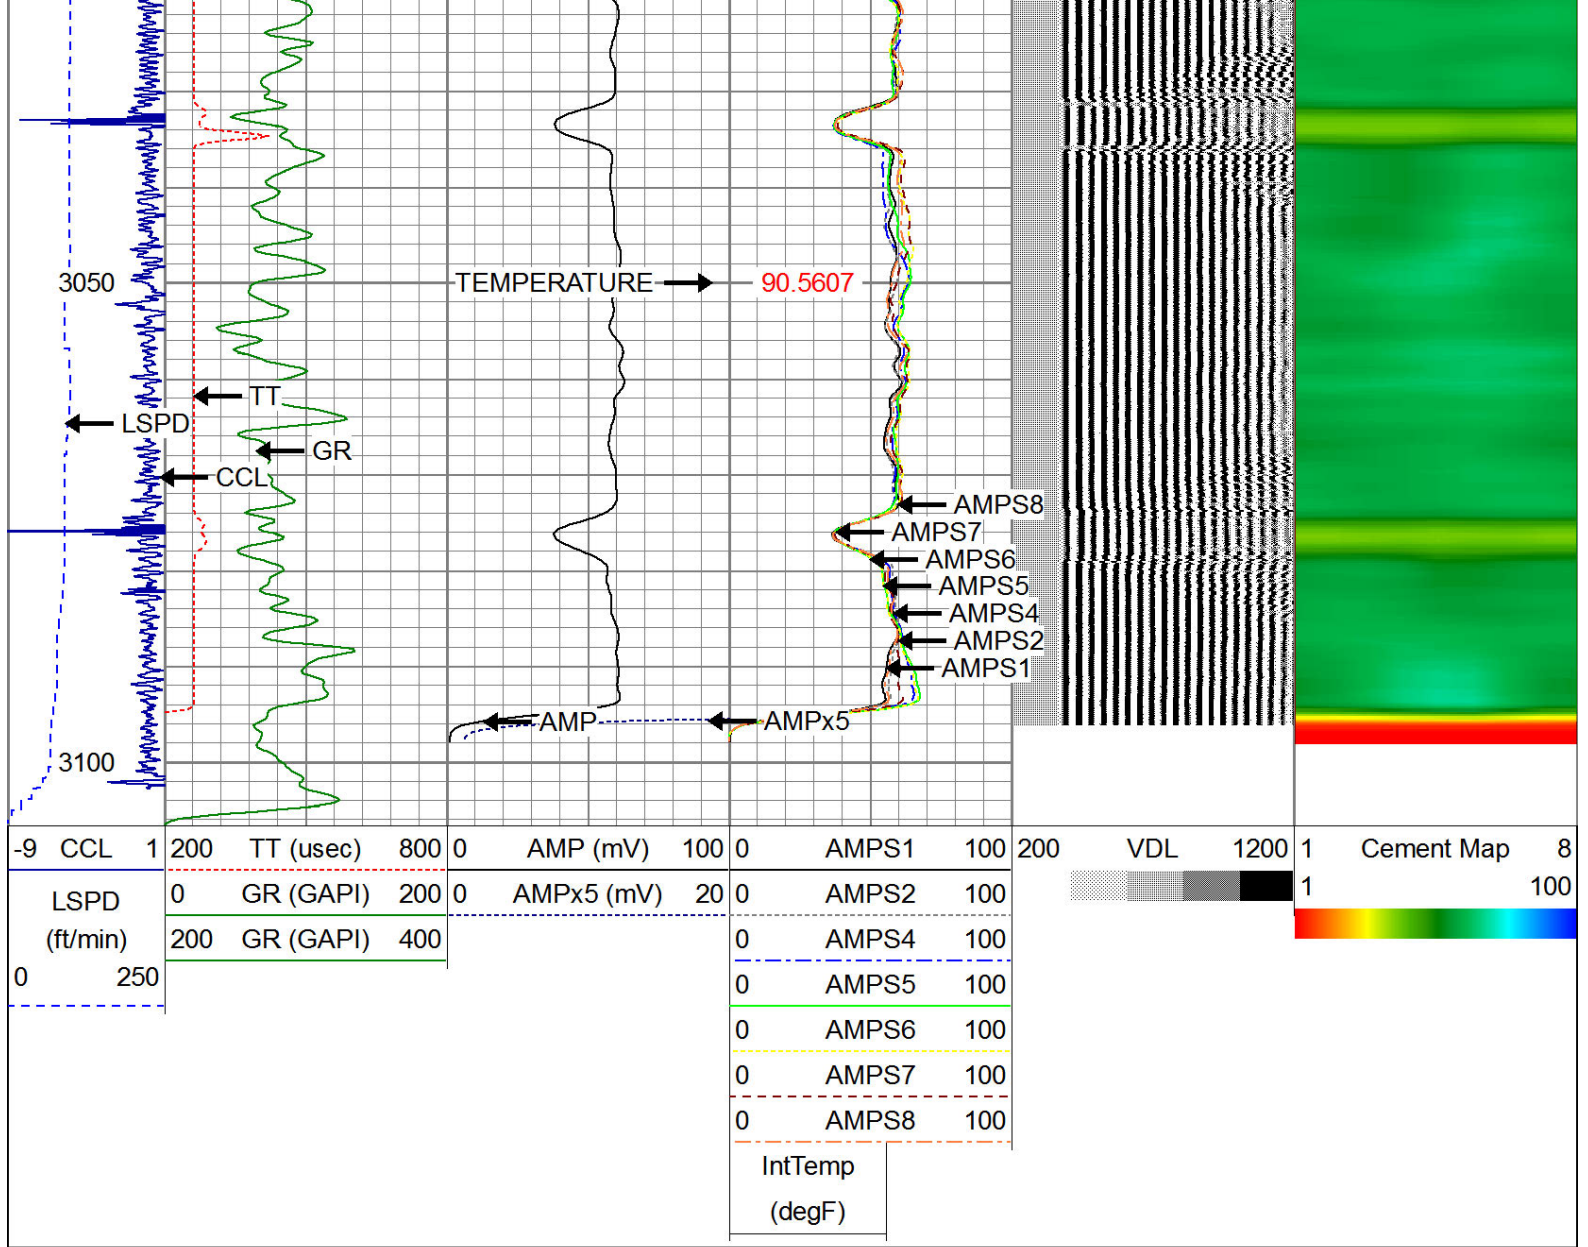 3050
TEMPERATURE
90.5607
TT
LSPD
GR
CCL
AMPS8
AMPS7
AMPS6
AMPS5
AMPS4
AMPS2
AMPS1
AMP
AMPx5
3100
-9 CCL 1
200 TT (usec) 800
0 AMP (mV) 100
0 AMPS1 100
200 VDL 1200
1 Cement Map 8
LSPD
(ft/min)
0 250
0 GR (GAPI) 200
200 GR (GAPI) 400
0 AMPx5 (mV) 20
0 AMPS2 100
0 AMPS4 100
0 AMPS5 100
0 AMPS6 100
0 AMPS7 100
0 AMPS8 100
IntTemp
(degF)
1 100